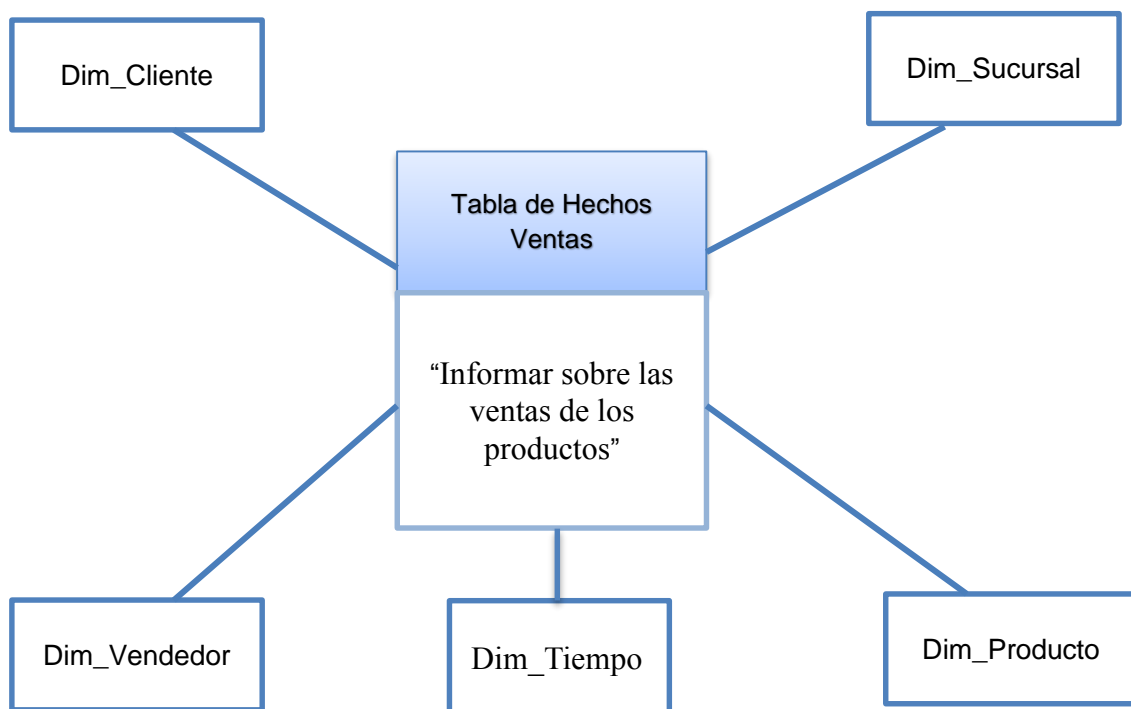 Dim_Cliente
Dim_Sucursal
Tabla de Hechos
Ventas
“Informar sobre las
ventas de los
productos”
Dim_Vendedor
Dim_Tiempo
Dim_Producto